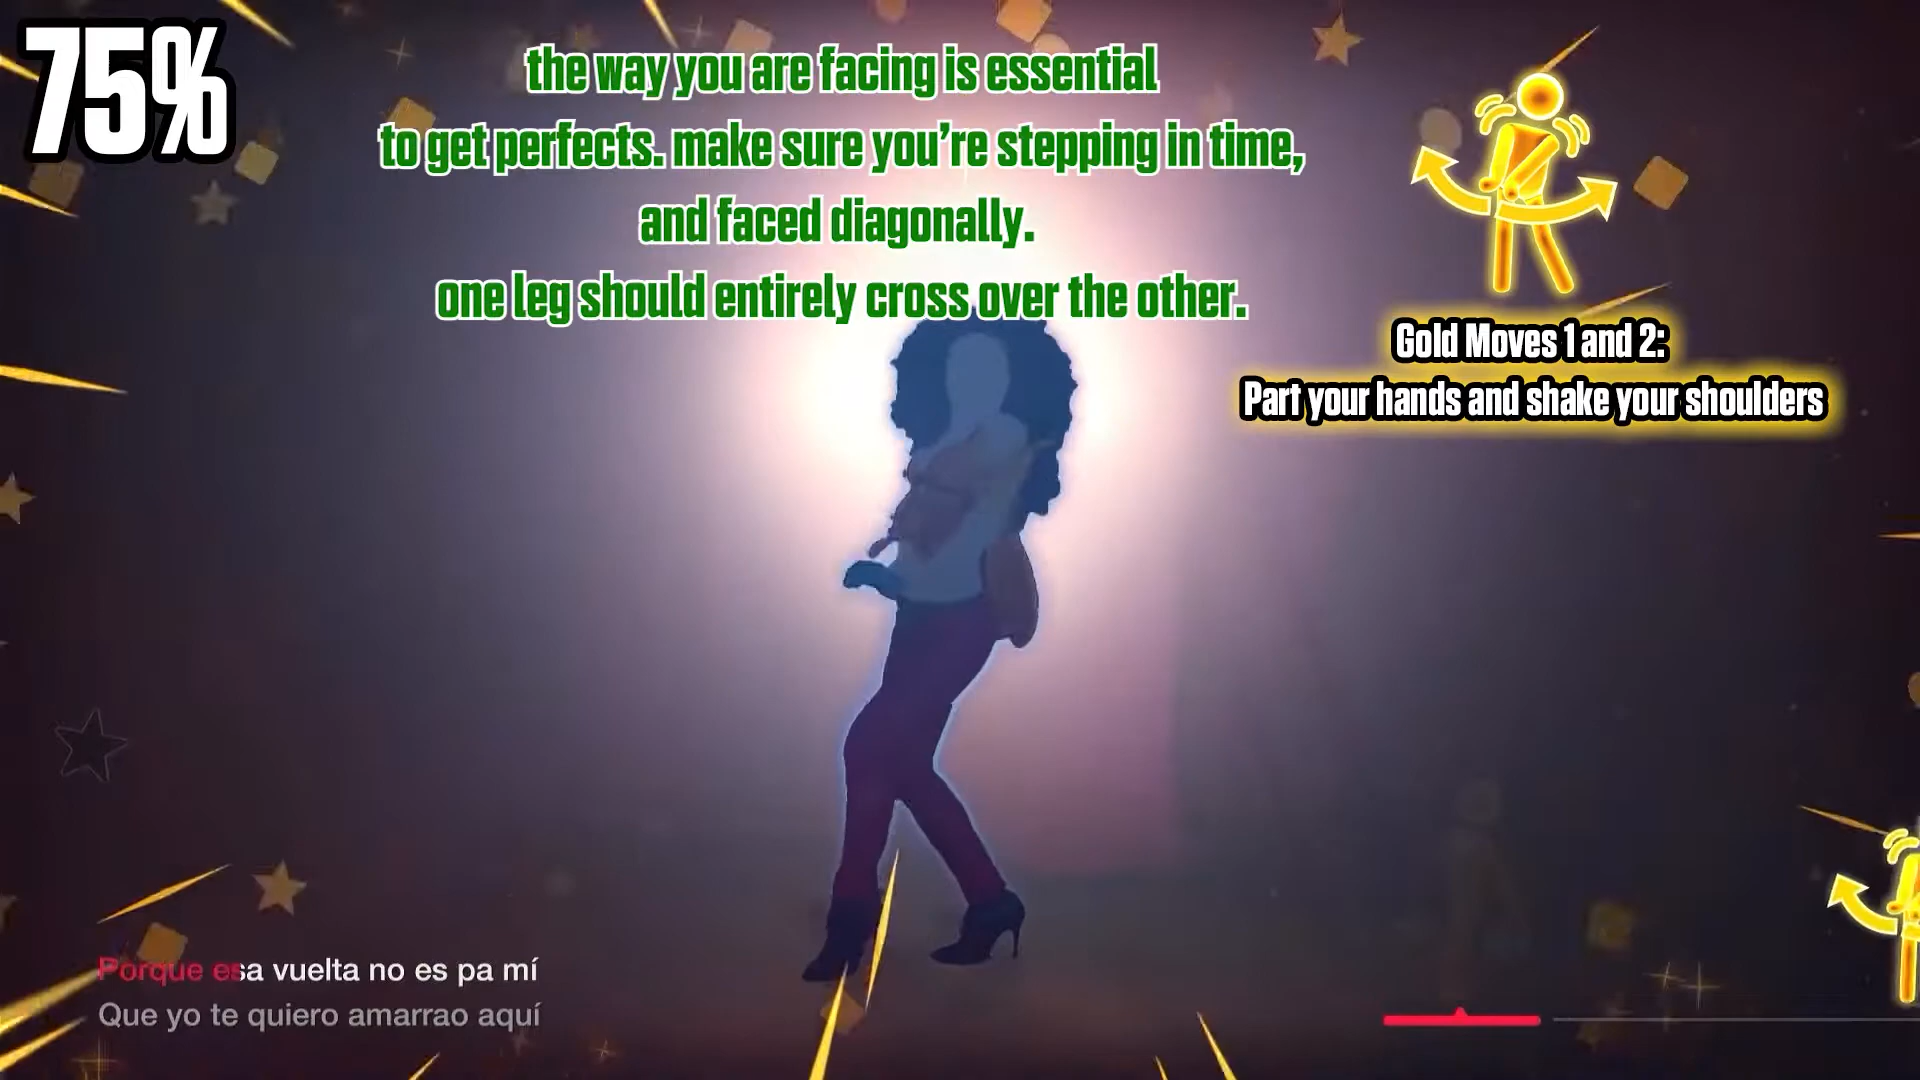 75%
the way you are facing is essential
to get perfects. make sure you're stepping in time,
and faced diagonally.
one leg should entirely cross over the other.
Gold Moves 1 and 2:
Part your hands and shake your shoulders
Porque esa vuelta no es pa mí
Que yo te quiero amarrao aquí